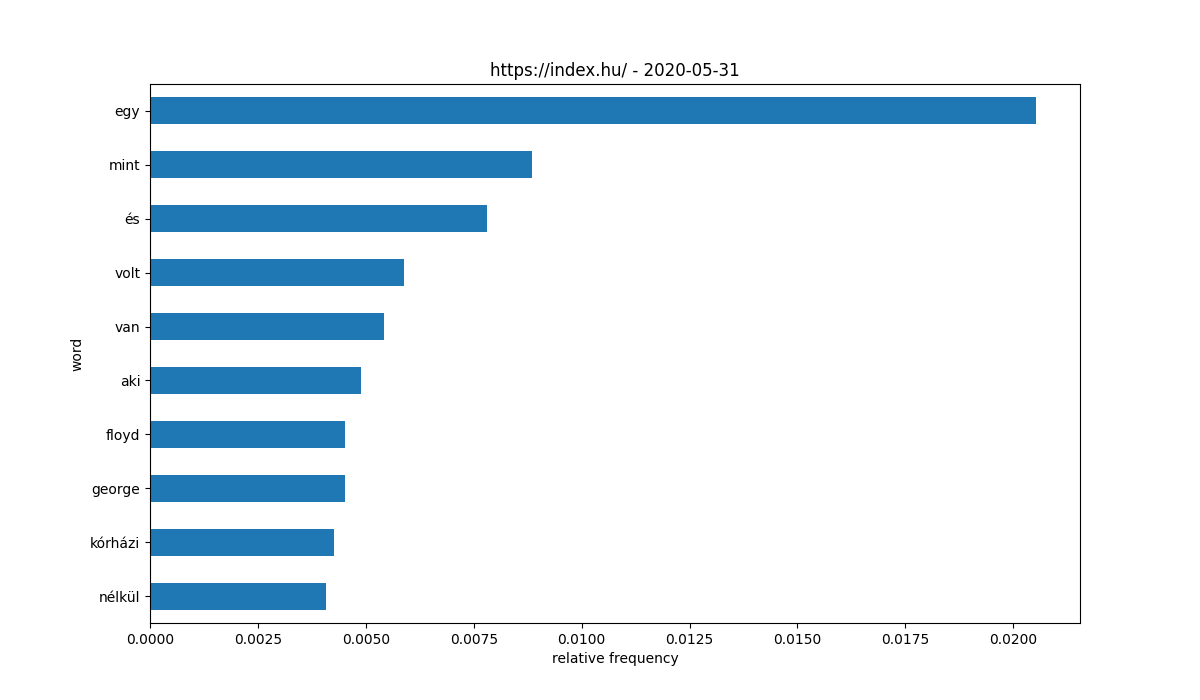 https://index.hu/ - 2020-05-31
egy
mint
és
volt
van
aki
floyd
george
kórházi
nélkül
word
0.0000 0.0025 0.0050 0.0075 0.0100 0.0125 0.0150 0.0175 0.0200
relative frequency